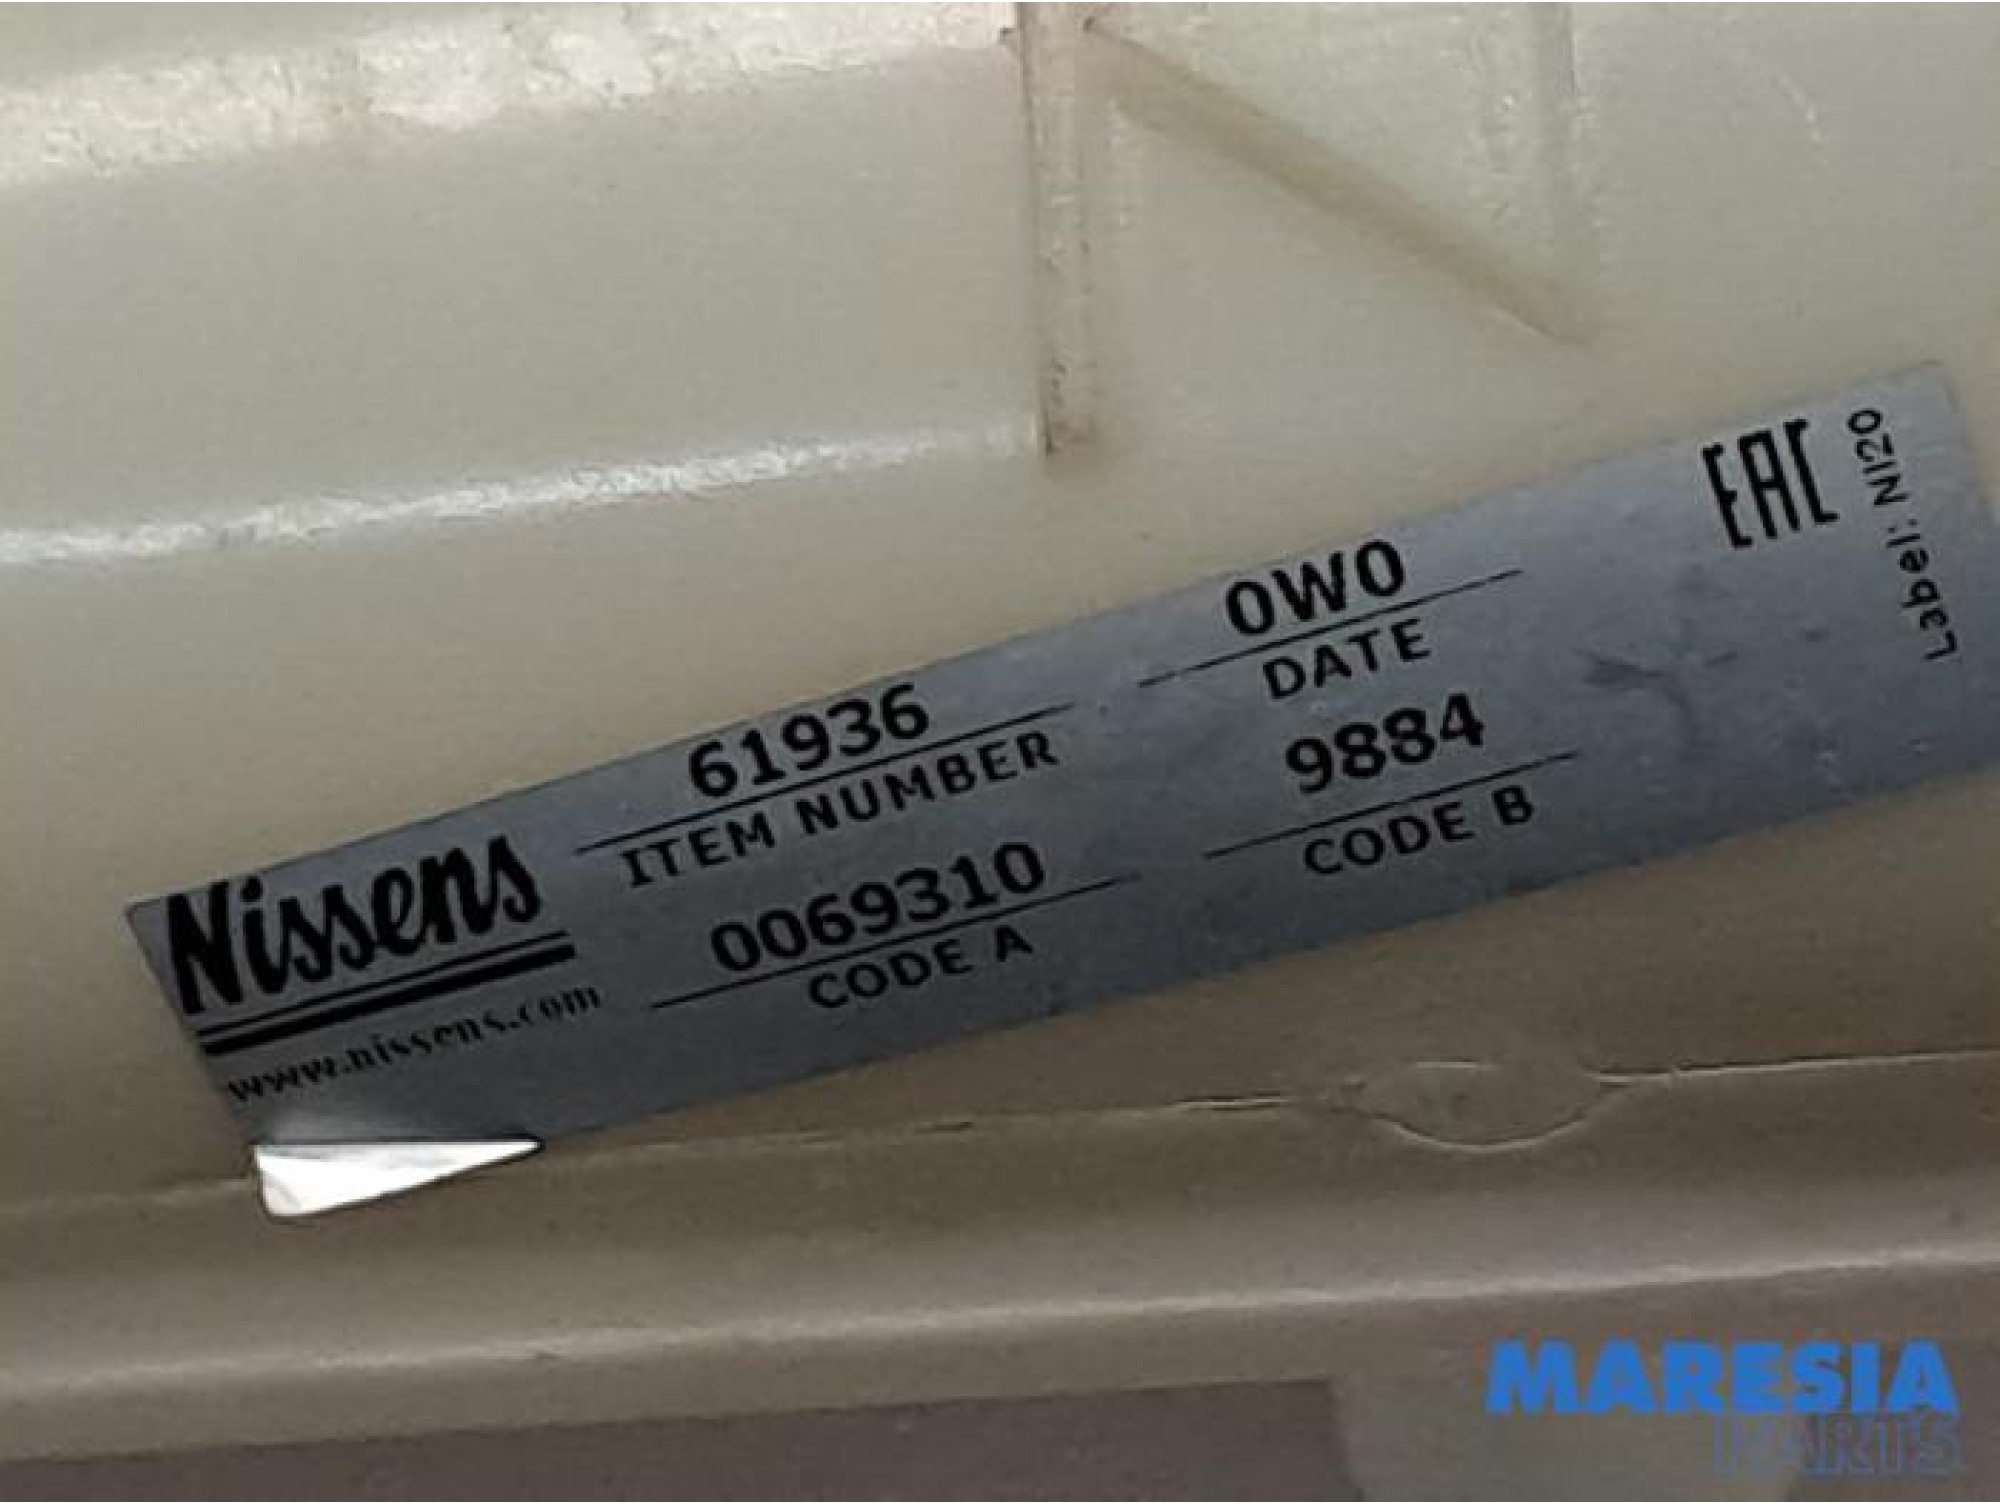 Nissens
www.nissens.com
61936
ITEM NUMBER
0069310
CODE A
0W0
DATE
9884
CODE B
EAC
Label: NI20
MARESIA
PARTS